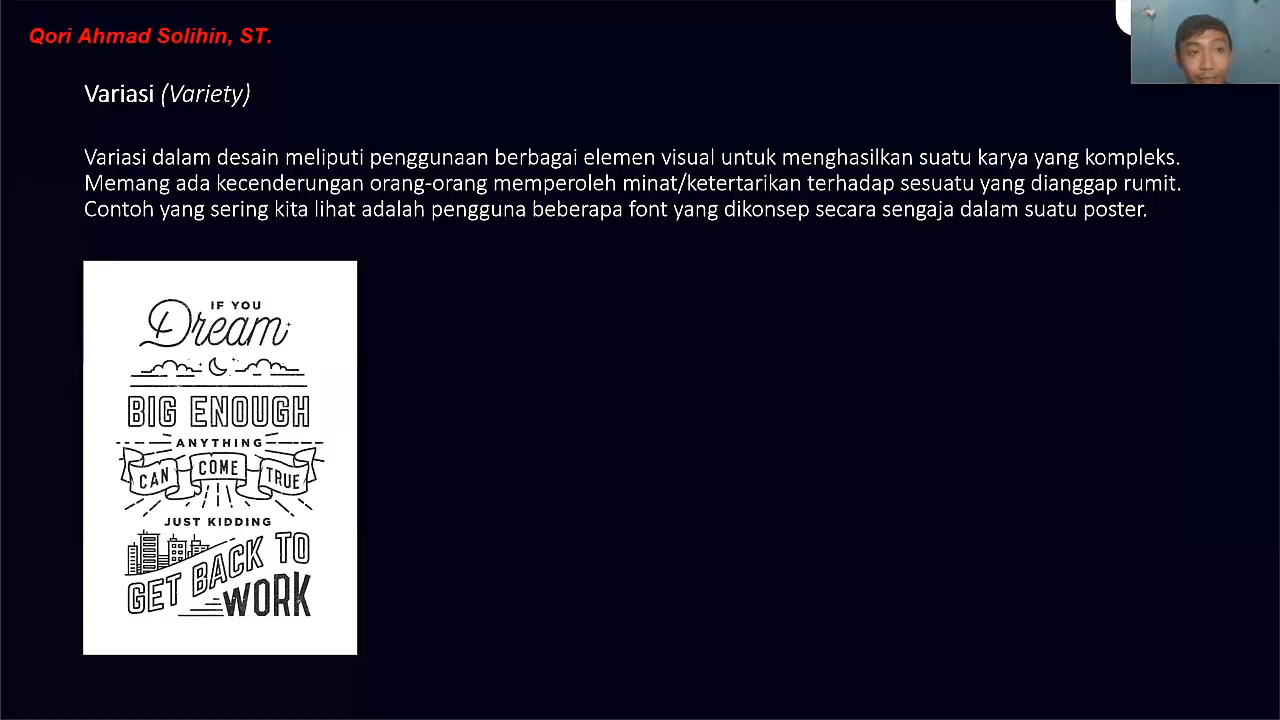 Qori Ahmad Solihin, ST.
Variasi (Variety)
Variasi dalam desain meliputi penggunaan berbagai elemen visual untuk menghasilkan suatu karya yang kompleks.
Memang ada kecenderungan orang-orang memperoleh minat/ketertarikan terhadap sesuatu yang dianggap rumit.
Contoh yang sering kita lihat adalah pengguna beberapa font yang dikonsep secara sengaja dalam suatu poster.
IF YOU
Dream
BIG ENOUGH
ANYTHING
CAN COME TRUE
JUST KIDDING
GET BACK TO
WORK